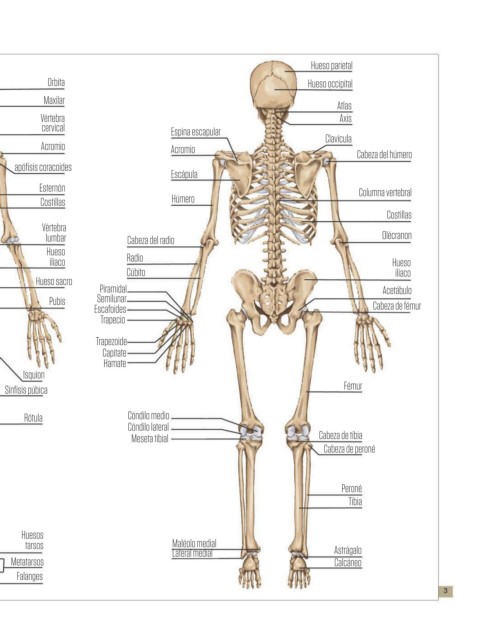 Orbita
Maxilar
Vértebra
cervical
Acromio
apófisis coracoides
Esternón
Costillas
Vértebra
lumbar
Hueso
iliaco
Hueso sacro
Pubis
Isquion
Sínfisis púbica
Rótula
Huesos
tarsos
Metatarsos
Falanges
Espina escapular
Acromio
Escápula
Húmero
Cabeza del radio
Radio
Cúbito
Piramidal
Semilunar
Escafoides
Trapecio
Trapezoide
Capitate
Hamate
Cóndilo medio
Cóndilo lateral
Meseta tibial
Maléolo medial
Lateral medial
Hueso parietal
Hueso occipital
Atlas
Axis
Clavícula
Cabeza del húmero
Columna vertebral
Costillas
Olécranon
Hueso
iliaco
Acetábulo
Cabeza de fémur
Fémur
Cabeza de tibia
Cabeza de peroné
Peroné
Tibia
Astrágalo
Calcáneo
3